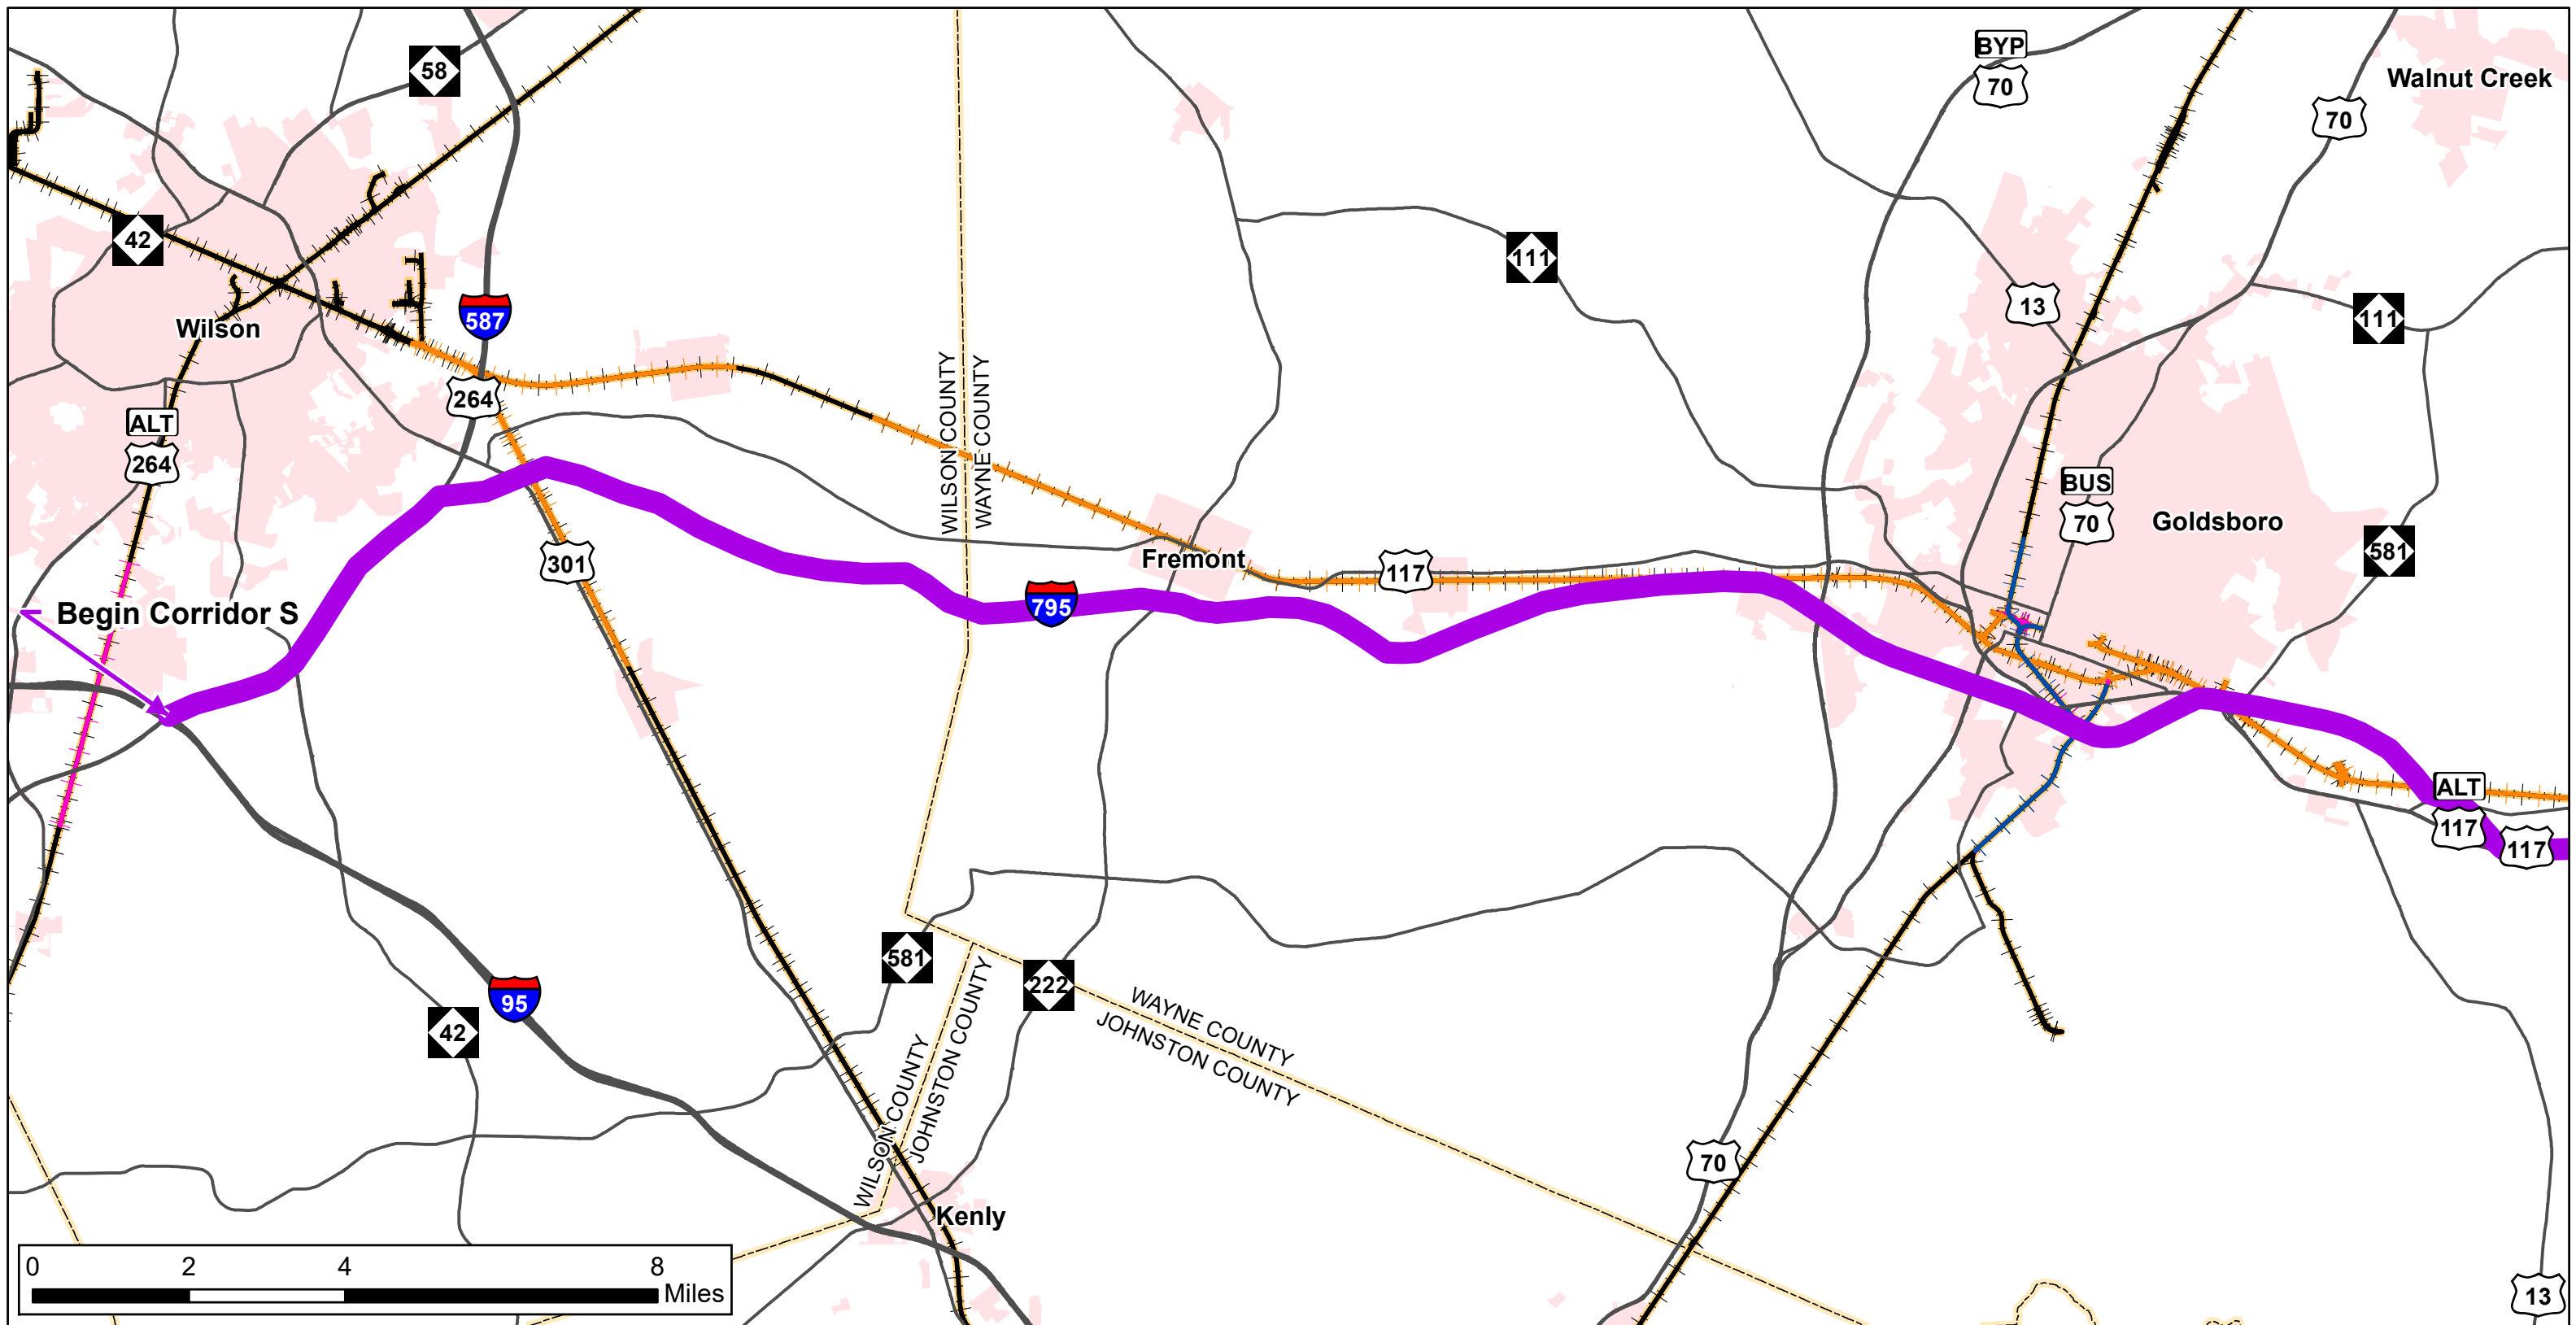 58
BYP
70
Walnut Creek
70
42
111
13
111
587
Wilson
264
ALT
264
WILSON COUNTY
WAYNE COUNTY
BUS
70
Goldsboro
581
301
Fremont
117
795
Begin Corridor S
ALT
117
117
581
222
95
42
WAYNE COUNTY
JOHNSTON COUNTY
WILSON COUNTY
JOHNSTON COUNTY
70
Kenly
0 2 4 8
Miles
13